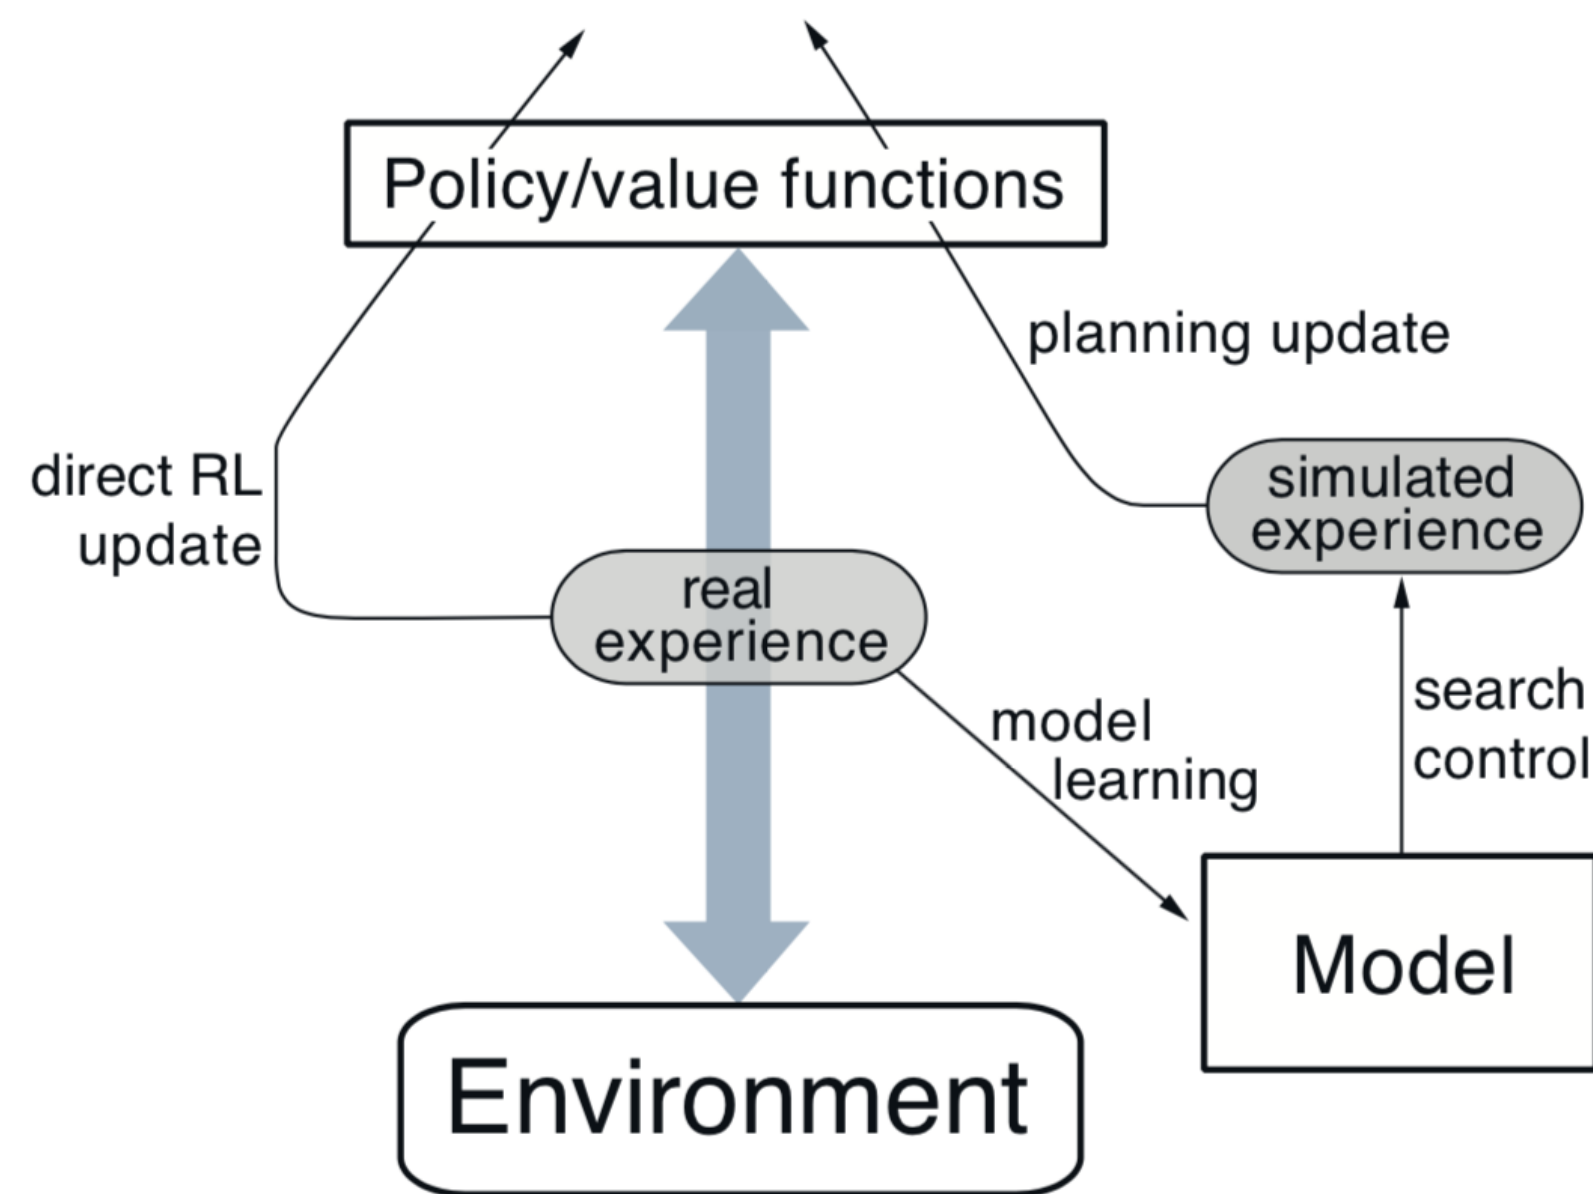 Policy/value functions
planning update
direct RL
update
simulated
experience
real
experience
model
learning
search
control
Model
Environment